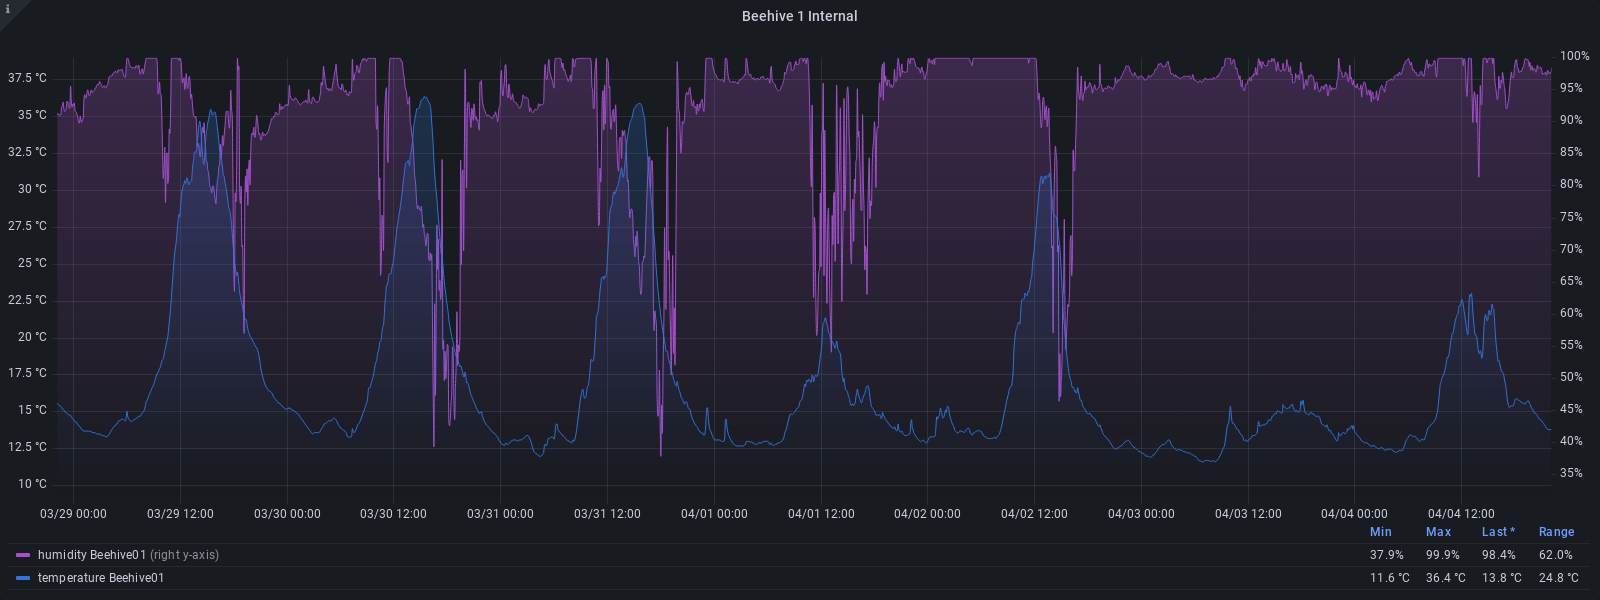 i
Beehive 1 Internal
37.5 °C 100%
35 °C 95%
32.5 °C 90%
30 °C 85%
27.5 °C 80%
25 °C 75%
22.5 °C 70%
20 °C 65%
17.5 °C 60%
15 °C 55%
12.5 °C 50%
10 °C 45%
40%
35%
03/29 00:00 03/29 12:00 03/30 00:00 03/30 12:00 03/31 00:00 03/31 12:00 04/01 00:00 04/01 12:00 04/02 00:00 04/02 12:00 04/03 00:00 04/03 12:00 04/04 00:00 04/04 12:00
Min Max Last * Range
humidity Beehive01 (right y-axis) 37.9% 99.9% 98.4% 62.0%
temperature Beehive01 11.6 °C 36.4 °C 13.8 °C 24.8 °C